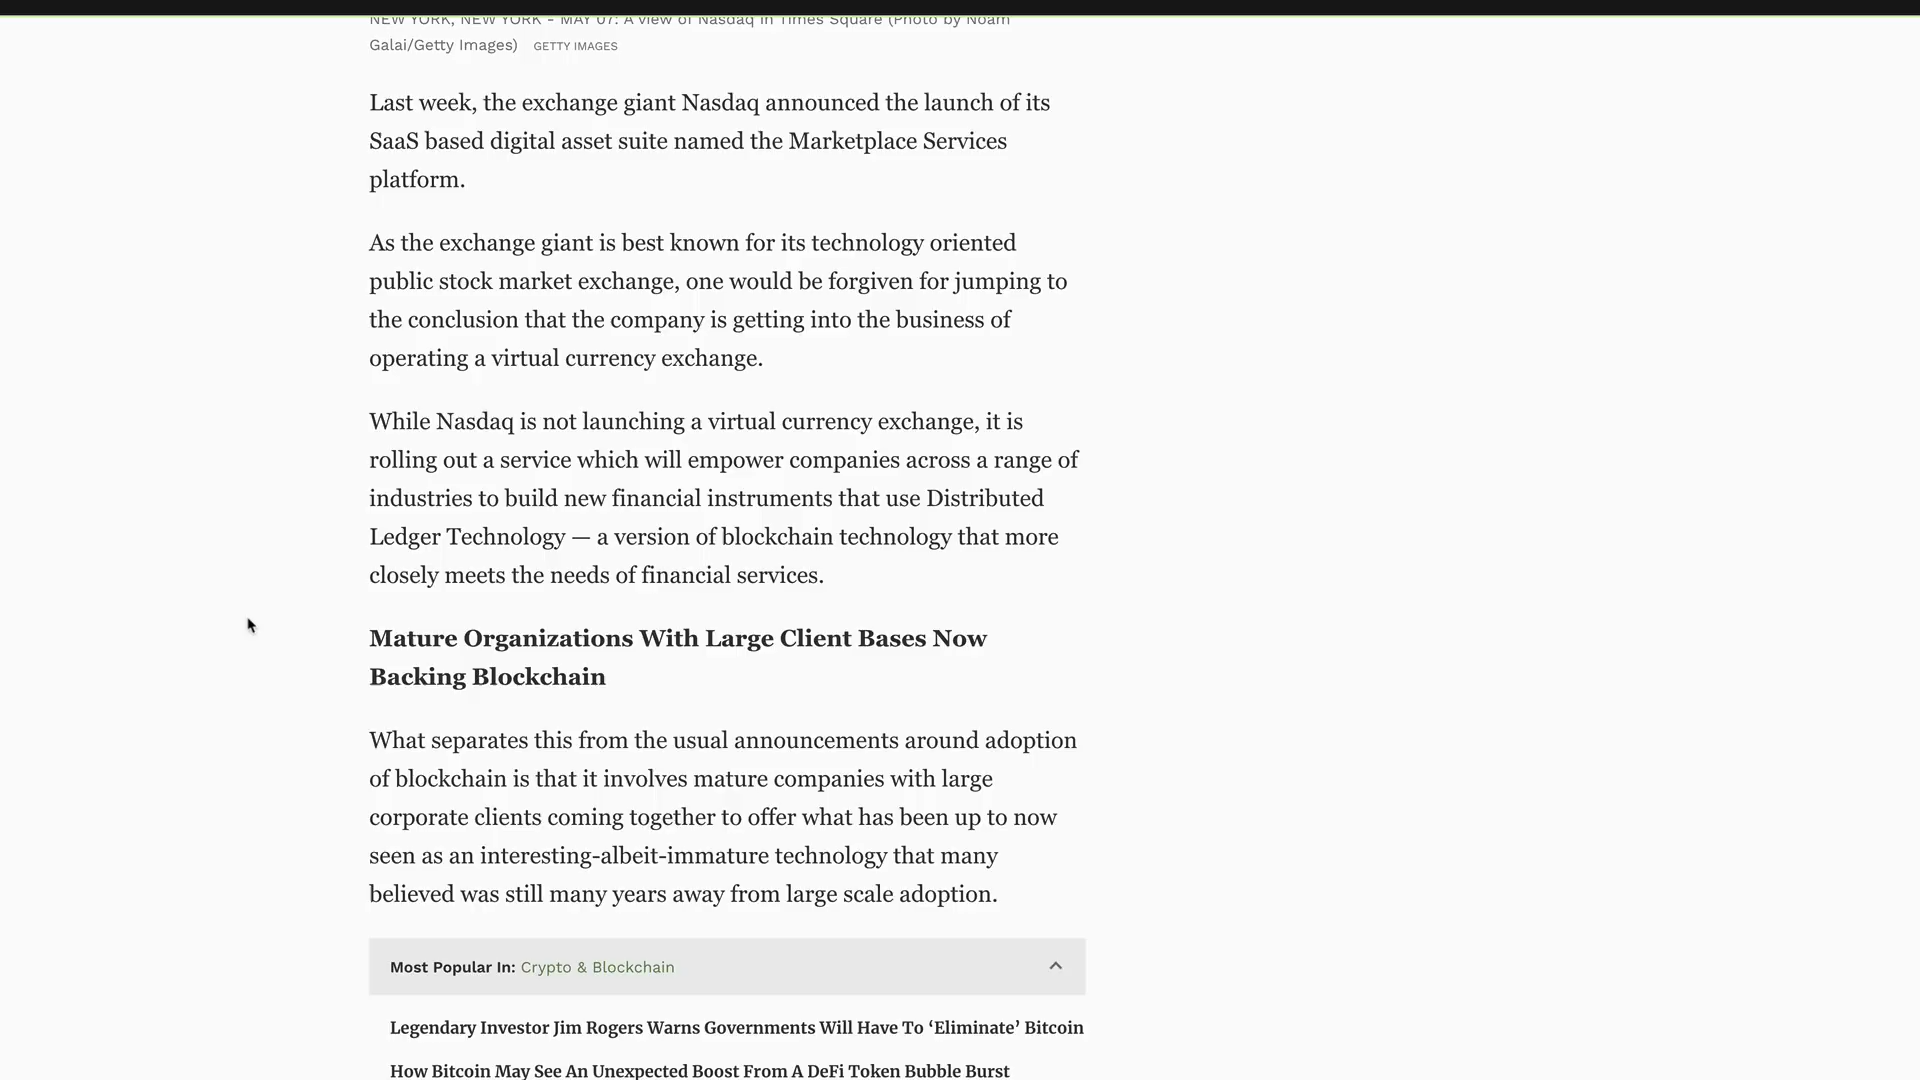 NEW YORK, NEW YORK - MAY 07: A view of Nasdaq in Times Square (Photo by Noam
Galai/Getty Images) GETTY IMAGES
Last week, the exchange giant Nasdaq announced the launch of its
SaaS based digital asset suite named the Marketplace Services
platform.
As the exchange giant is best known for its technology oriented
public stock market exchange, one would be forgiven for jumping to
the conclusion that the company is getting into the business of
operating a virtual currency exchange.
While Nasdaq is not launching a virtual currency exchange, it is
rolling out a service which will empower companies across a range of
industries to build new financial instruments that use Distributed
Ledger Technology — a version of blockchain technology that more
closely meets the needs of financial services.
Mature Organizations With Large Client Bases Now
Backing Blockchain
What separates this from the usual announcements around adoption
of blockchain is that it involves mature companies with large
corporate clients coming together to offer what has been up to now
seen as an interesting-albeit-immature technology that many
believed was still many years away from large scale adoption.
Most Popular In: Crypto & Blockchain
Legendary Investor Jim Rogers Warns Governments Will Have To ‘Eliminate’ Bitcoin
How Bitcoin May See An Unexpected Boost From A DeFi Token Bubble Burst